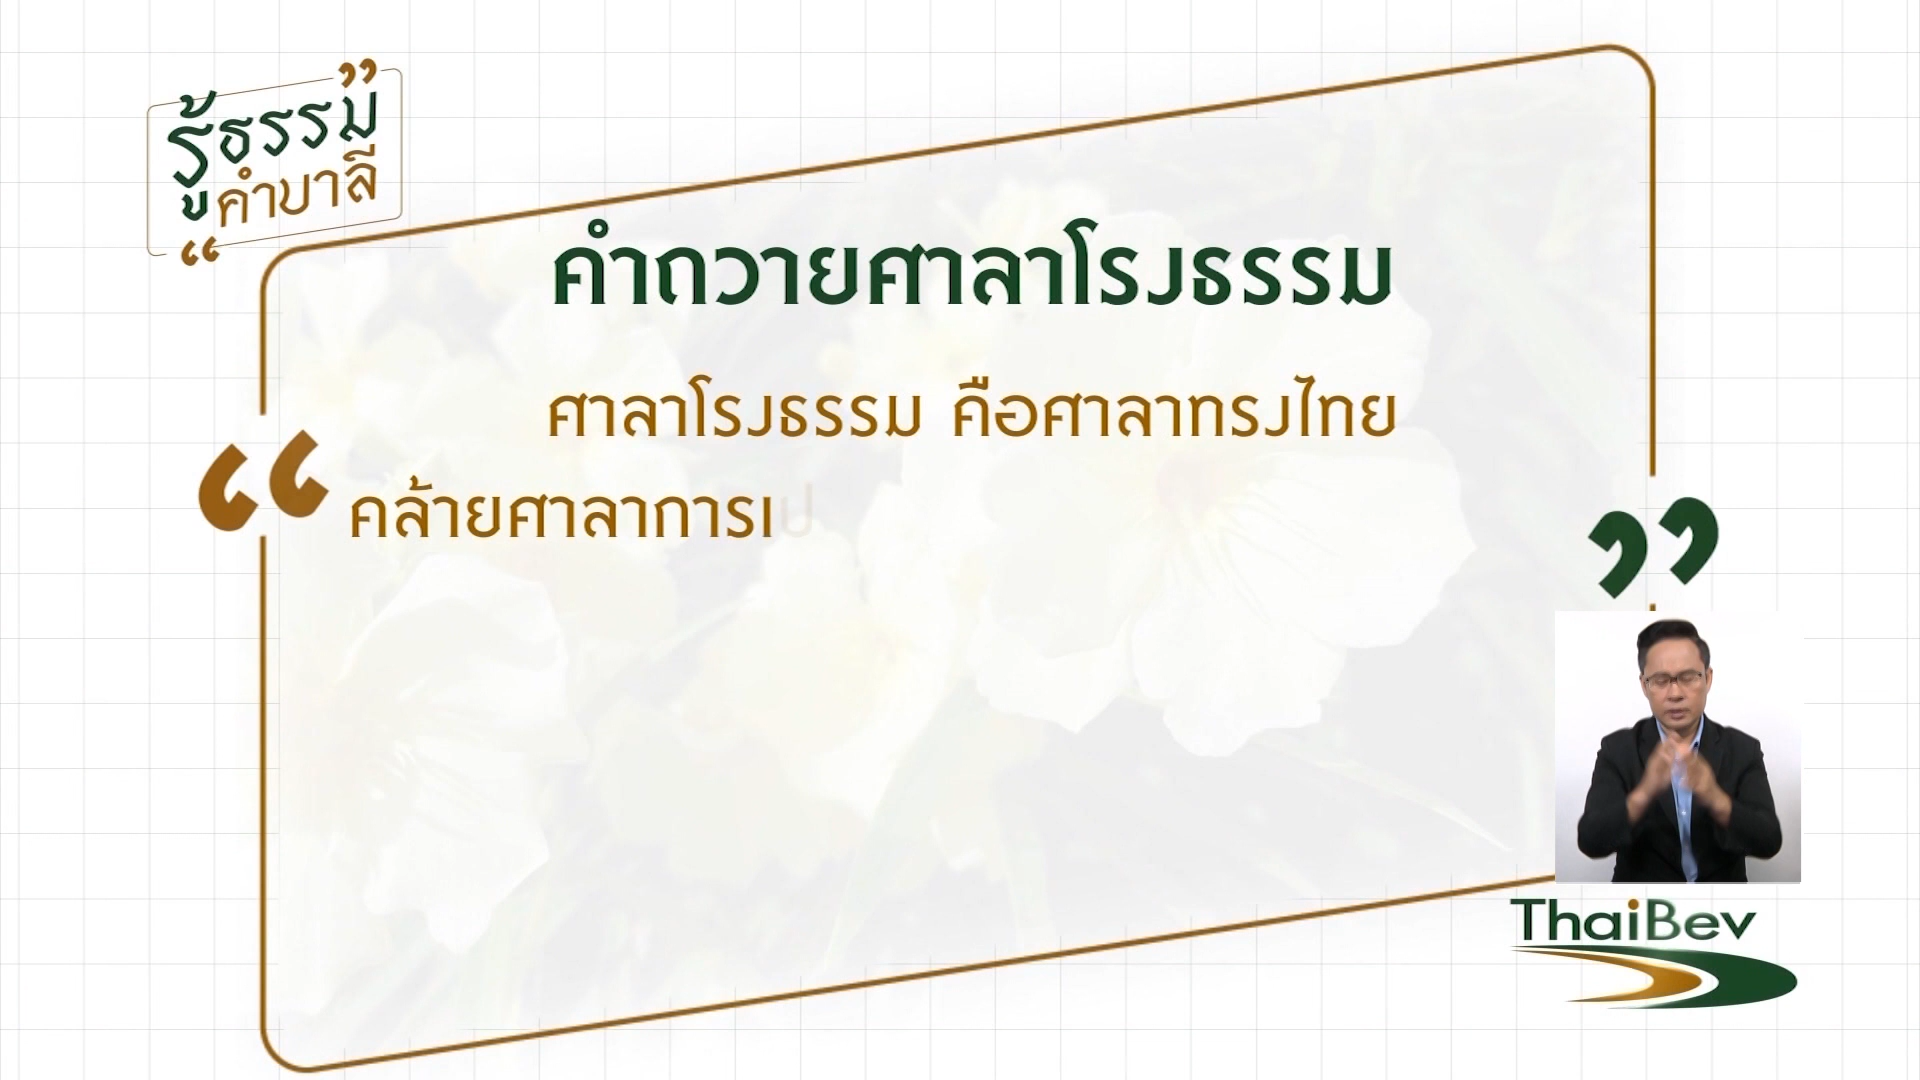 รู้ธรรม
คำบาลี
คำถวายศาลาโรงธรรม
ศาลาโรงธรรม คือศาลาทรงไทย
คล้ายศาลาการเป
ThaiBev